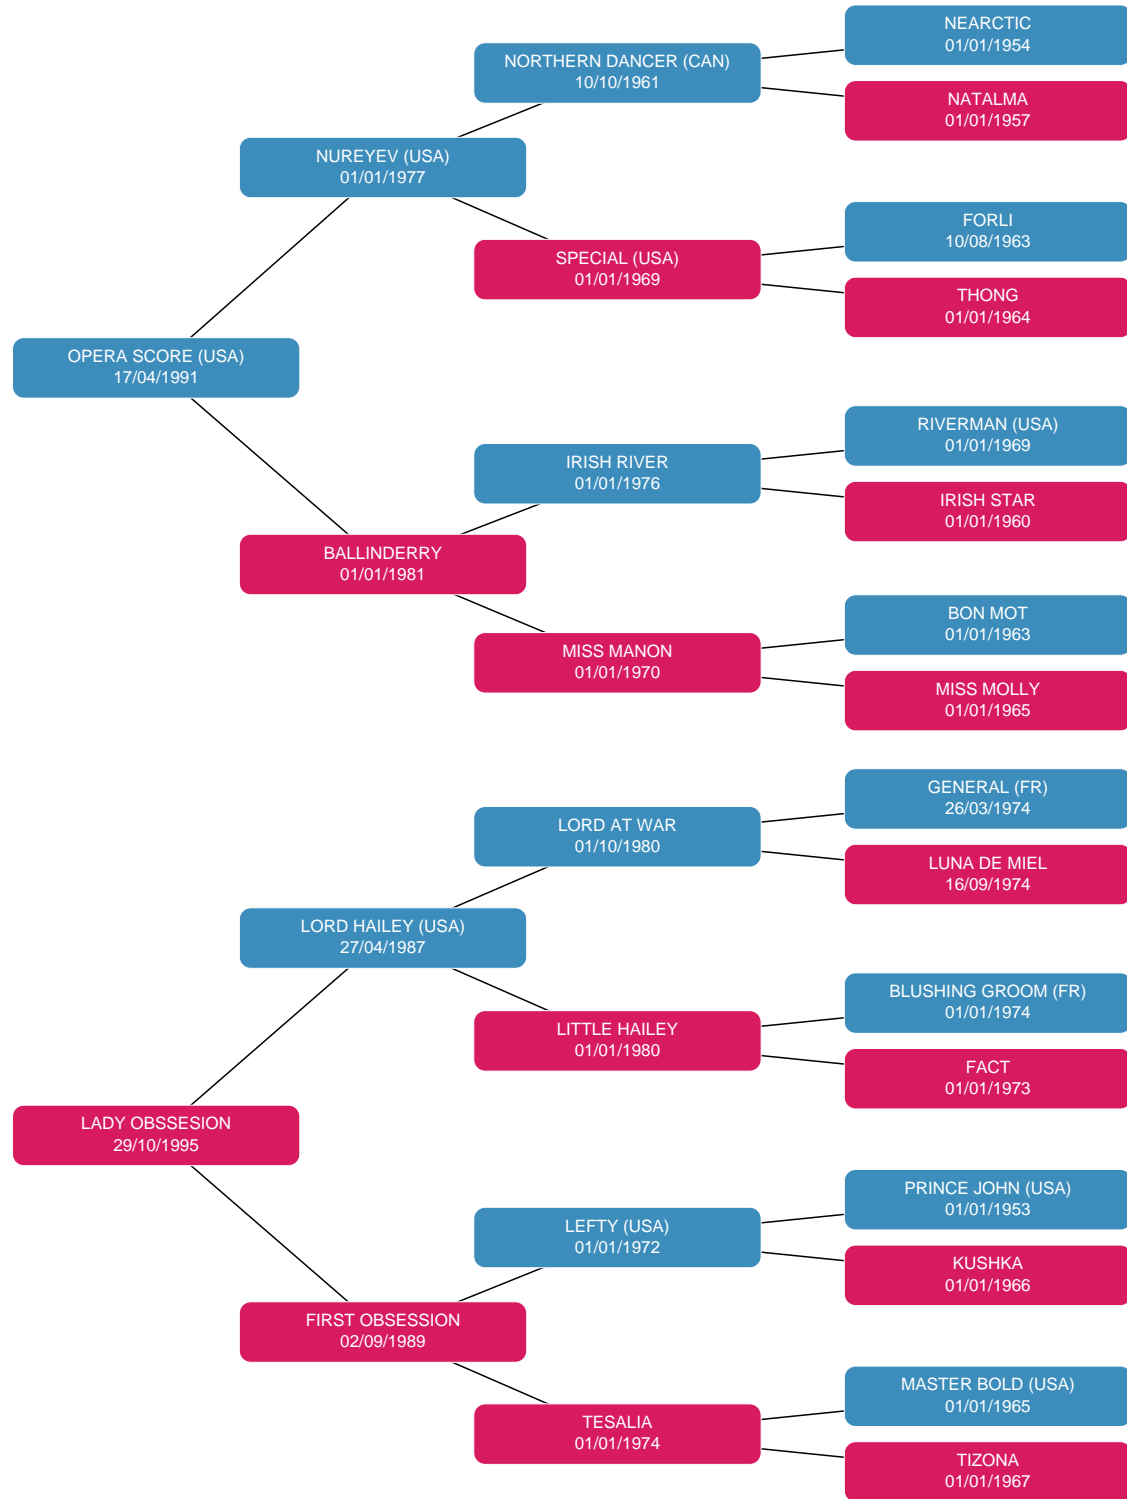 NEARCTIC
01/01/1954
NORTHERN DANCER (CAN)
10/10/1961
NATALMA
01/01/1957
NUREYEV (USA)
01/01/1977
FORLI
10/08/1963
SPECIAL (USA)
01/01/1969
THONG
01/01/1964
OPERA SCORE (USA)
17/04/1991
RIVERMAN (USA)
01/01/1969
IRISH RIVER
01/01/1976
IRISH STAR
01/01/1960
BALLINDERRY
01/01/1981
BON MOT
01/01/1963
MISS MANON
01/01/1970
MISS MOLLY
01/01/1965
GENERAL (FR)
26/03/1974
LORD AT WAR
01/10/1980
LUNA DE MIEL
16/09/1974
LORD HAILEY (USA)
27/04/1987
BLUSHING GROOM (FR)
01/01/1974
LITTLE HAILEY
01/01/1980
FACT
01/01/1973
LADY OBSSESION
29/10/1995
PRINCE JOHN (USA)
01/01/1953
LEFTY (USA)
01/01/1972
KUSHKA
01/01/1966
FIRST OBSESSION
02/09/1989
MASTER BOLD (USA)
01/01/1965
TESALIA
01/01/1974
TIZONA
01/01/1967